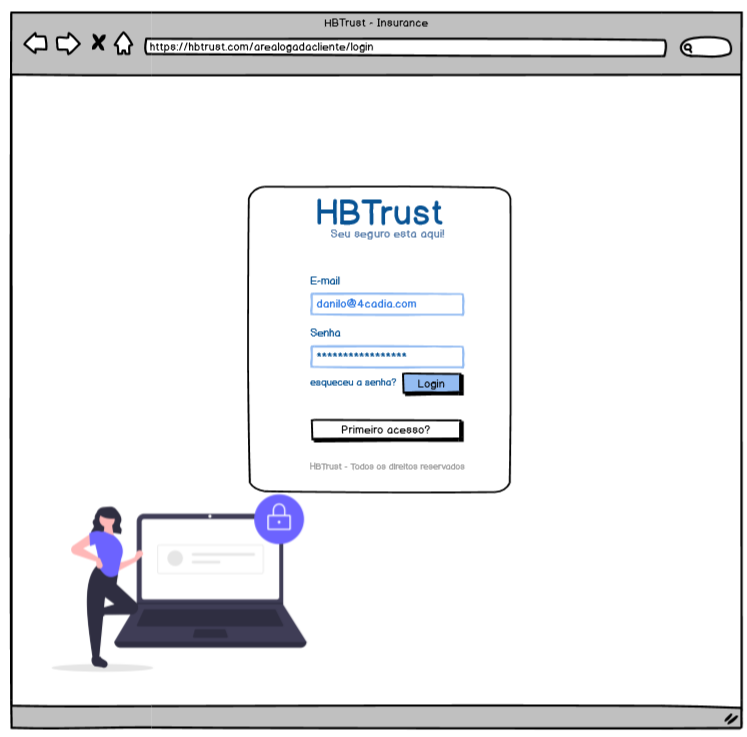 HBTrust - Insurance
https://hbtrust.com/arealogadacliente/login
HBTrust
Seu seguro esta aqui!
E-mail
danilo@4cadia.com
Senha
*****************
esqueceu a senha? Login
Primeiro acesso?
HBTrust - Todos os direitos reservados